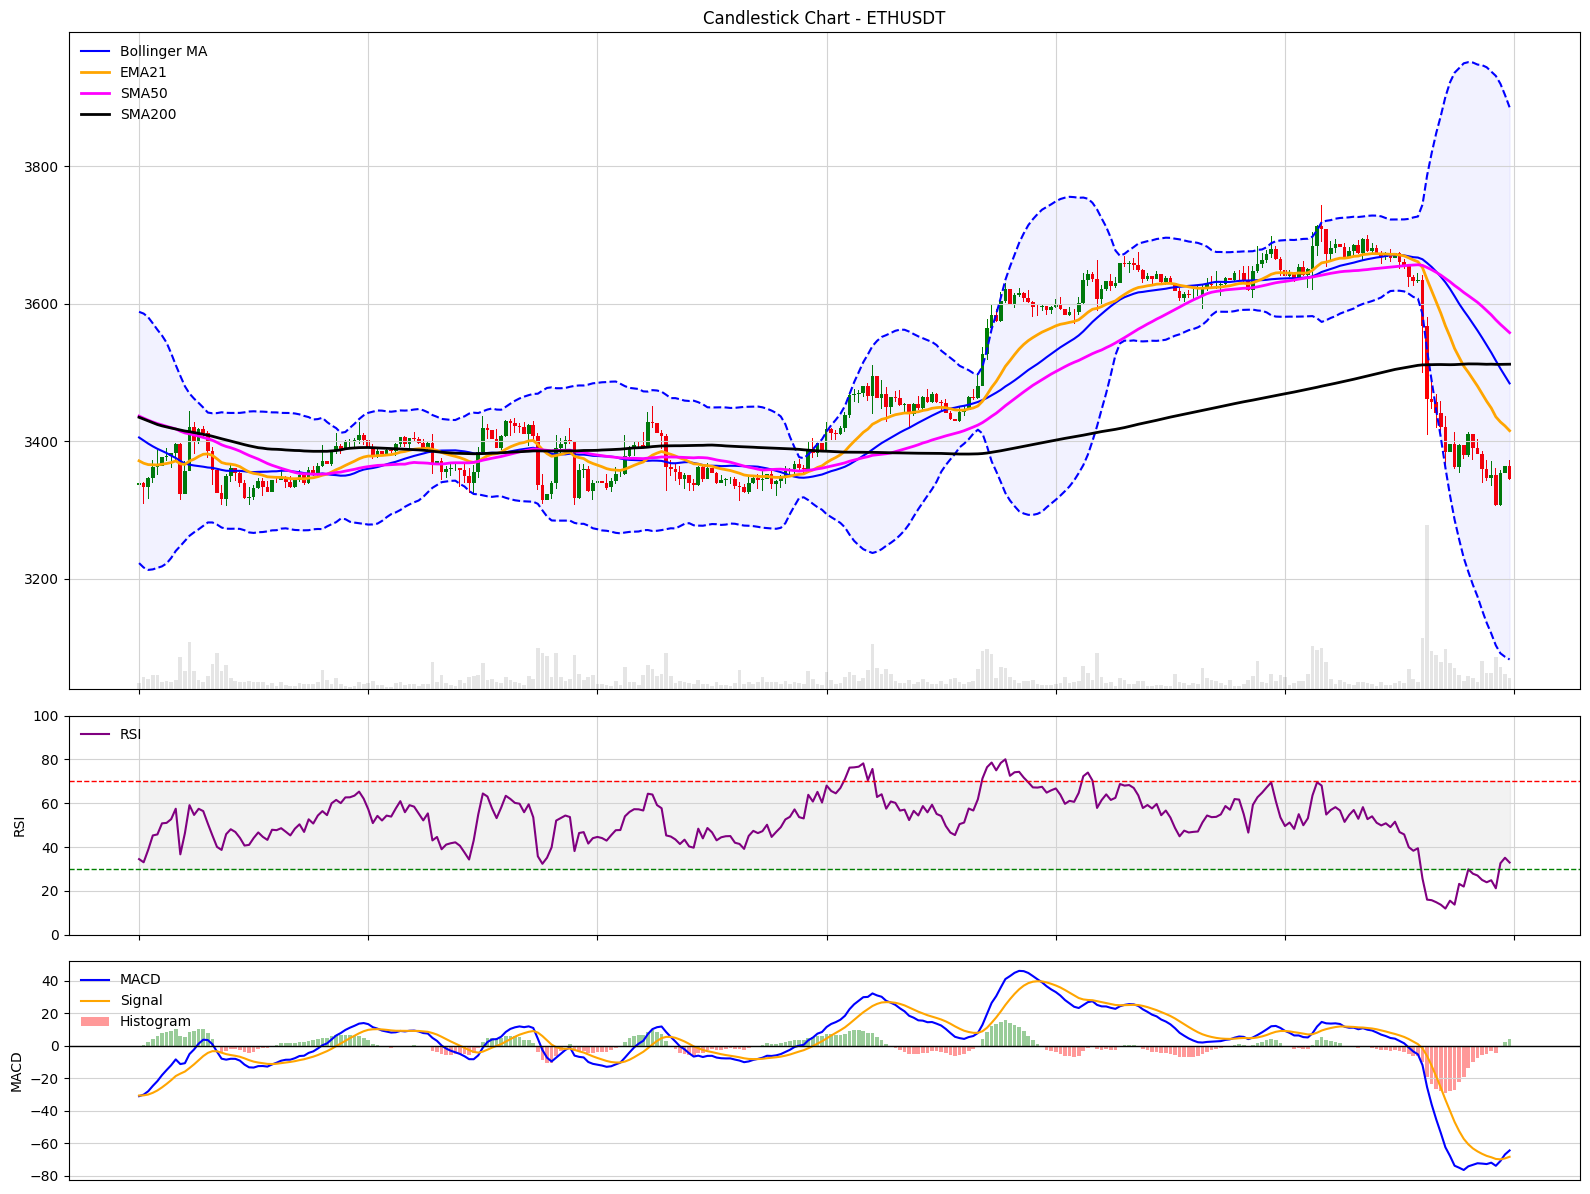 Candlestick Chart - ETHUSDT
Bollinger MA
EMA21
SMA50
SMA200
3800
3600
3400
3200
100
RSI
80
60
RSI
40
20
0
MACD
40
Signal
20
Histogram
0
MACD
−20
−40
−60
−80